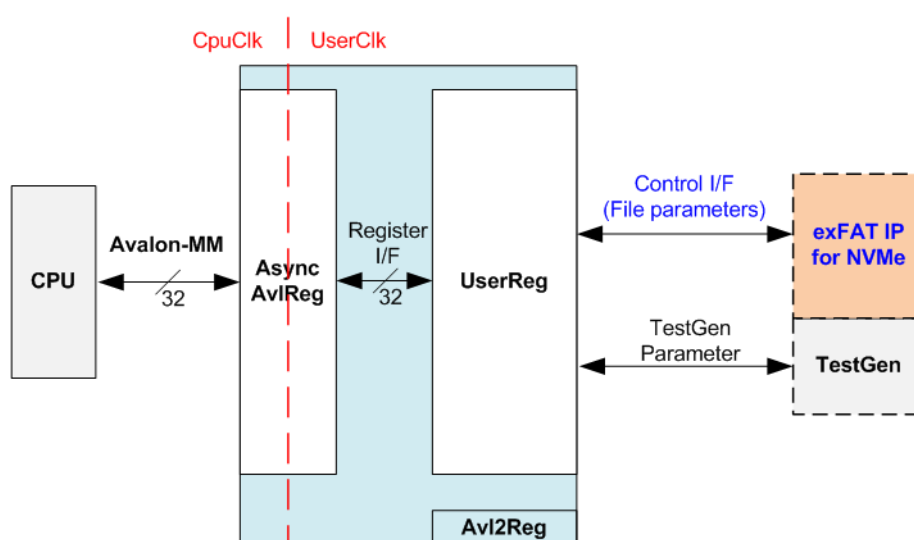 CpuClk
UserClk
Control I/F
(File parameters)
exFAT IP
for NVMe
Avalon-MM
Register
I/F
CPU
Async
AvlReg
UserReg
32
32
TestGen
Parameter
TestGen
Avl2Reg